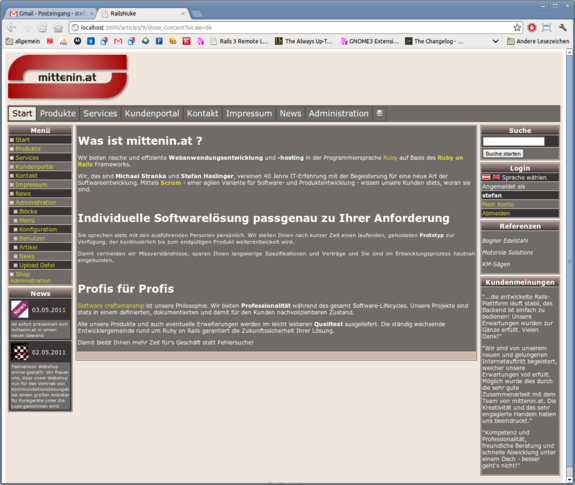 Gmail - Posteingang - stef
RailsNuke
localhost:3000/articles/9/show_content?locale=de
allgemein
Rails 3 Remote L...
The Always Up-T...
GNOME3 Extensi...
The Changelog - ...
Andere Lesezeichen
mittenin.at
Start Produkte Services Kundenportal Kontakt Impressum News Administration
Menü
Start
Produkte
Services
Kundenportal
Kontakt
Impressum
News
Administration
Blöcke
Menü
Konfiguration
Benutzer
Artikel
News
Upload Datei
Shop
Administration
News
03.05.2011
Ab sofort präsentiert sich
mittenin.at in einem
neuen Gewand
02.05.2011
Testversion Webshop
online gestellt: Wir freuen
uns, dass unser Webshop
nun für den Vertrieb von
Kommunikationslösungen
bei einem großen Anbieter
für Funkgeräte unter die
Lupe genommen wird.
Was ist mittenin.at ?
Wir bieten rasche und effiziente Webanwendungsentwicklung und -hosting in der Programmiersprache Ruby auf Basis des Ruby on
Rails Frameworks.
Wir, das sind Michael Stranka und Stefan Haslinger, vereinen 40 Jahre IT-Erfahrung mit der Begeisterung für eine neue Art der
Softwareentwicklung. Mittels Scrum - einer agilen Variante für Software- und Produktentwicklung - wissen unsere Kunden stets, woran sie
sind.
Individuelle Softwarelösung passgenau zu Ihrer Anforderung
Sie sprechen stets mit den ausführenden Personen persönlich. Wir stellen Ihnen nach kurzer Zeit einen laufenden, gehosteten Prototyp zur
Verfügung, der kontinuierlich bis zum endgültigen Produkt weiterentwickelt wird.
Damit vermeiden wir Missverständnisse, sparen Ihnen langwierige Spezifikationen und Verträge und Sie sind im Entwicklungsprozess hautnah
eingebunden.
Profis für Profis
Software craftsmanship ist unsere Philosophie. Wir bieten Professionalität während des gesamt Software-Lifecycles. Unsere Projekte sind
stets in einem definierten, dokumentierten und damit für den Kunden nachvollziehbaren Zustand.
Alle unsere Produkte und auch eventuelle Erweiterungen werden im leicht lesbaren Quelltext ausgeliefert. Die ständig wachsende
Entwicklergemeinde rund um Ruby on Rails garantiert die Zukunftssicherheit Ihrer Lösung.
Damit bleibt Ihnen mehr Zeit für's Geschäft statt Fehlersuche!
Suche
Suche starten
Login
Sprache wählen
Angemeldet als
stefan
Mein Konto
Abmelden
Referenzen
Bogner Edelstahl
Motorola Solutions
KM-Sägen
Kundenmeinungen
"...die entwickelte Rails-
Plattform läuft stabil, das
Backend ist einfach zu
bedienen! Unsere
Erwartungen wurden zur
Gänze erfüllt. Vielen
Dank!"
"Wir sind von unserem
neuen und gelungenen
Internetauftritt begeistert,
welcher unsere
Erwartungen voll erfüllt.
Möglich wurde dies durch
die sehr gute
Zusammenarbeit mit dem
Team von mittenin.at. Die
Kreativität und das sehr
engagierte Handeln haben
uns beeindruckt."
"Kompetenz und
Professionalität,
freundliche Beratung und
schnelle Abwicklung unter
einem Dach - besser
geht's nicht!"